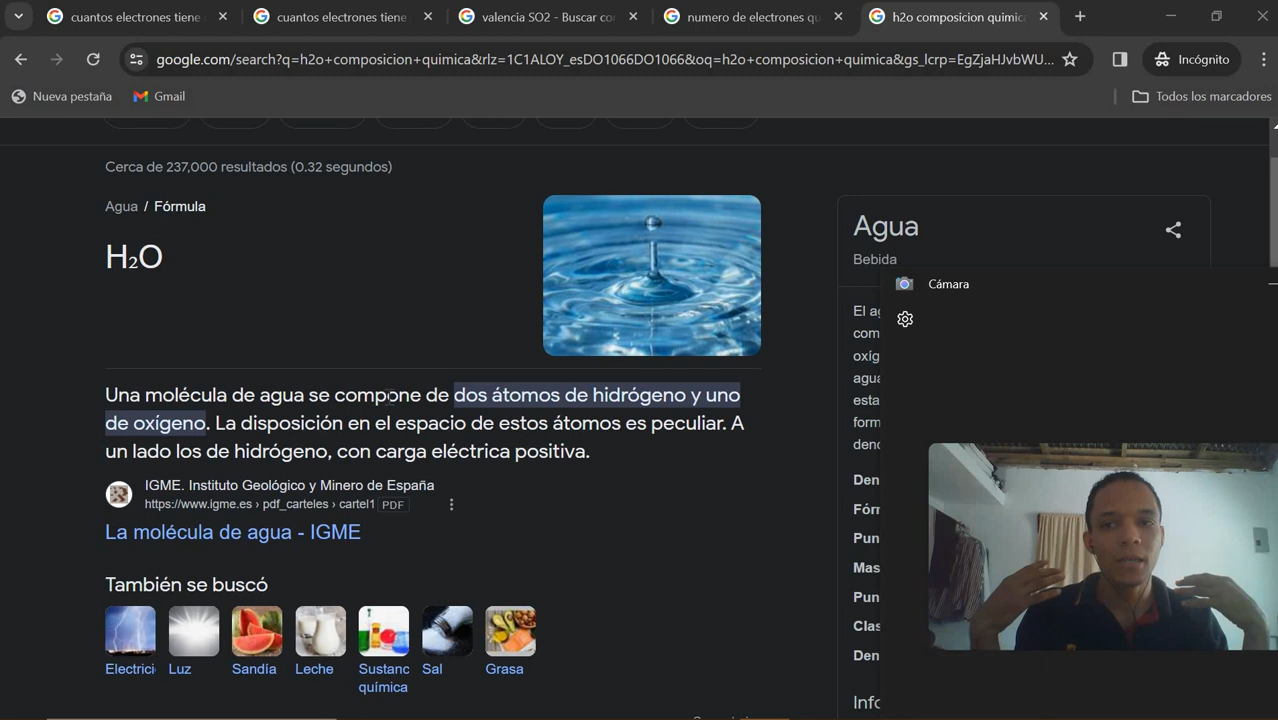 cuantos electrones tiene
cuantos electrones tiene
valencia SO2 - Buscar co
numero de electrones qu
h2o composicion quimica
google.com/search?q=h2o+composicion+quimica&rlz=1C1ALOY_esDO1066DO1066&oq=h2o+composicion+quimica&gs_lcrp=EgZjaHJvbWU...
Incógnito
Nueva pestaña
Gmail
Todos los marcadores
Cerca de 237,000 resultados (0.32 segundos)
Agua / Fórmula
H₂O
Una molécula de agua se compone de dos átomos de hidrógeno y uno
de oxígeno. La disposición en el espacio de estos átomos es peculiar. A
un lado los de hidrógeno, con carga eléctrica positiva.
IGME. Instituto Geológico y Minero de España
https://www.igme.es › pdf_carteles › cartel1 PDF
La molécula de agua - IGME
También se buscó
Electrici
Luz
Sandía
Leche
Sustanc
química
Sal
Grasa
Agua
Bebida
El ag
com
oxíg
agua
esta
form
deno
Den
Fórr
Pun
Mas
Pun
Clas
Den
Info
Cámara